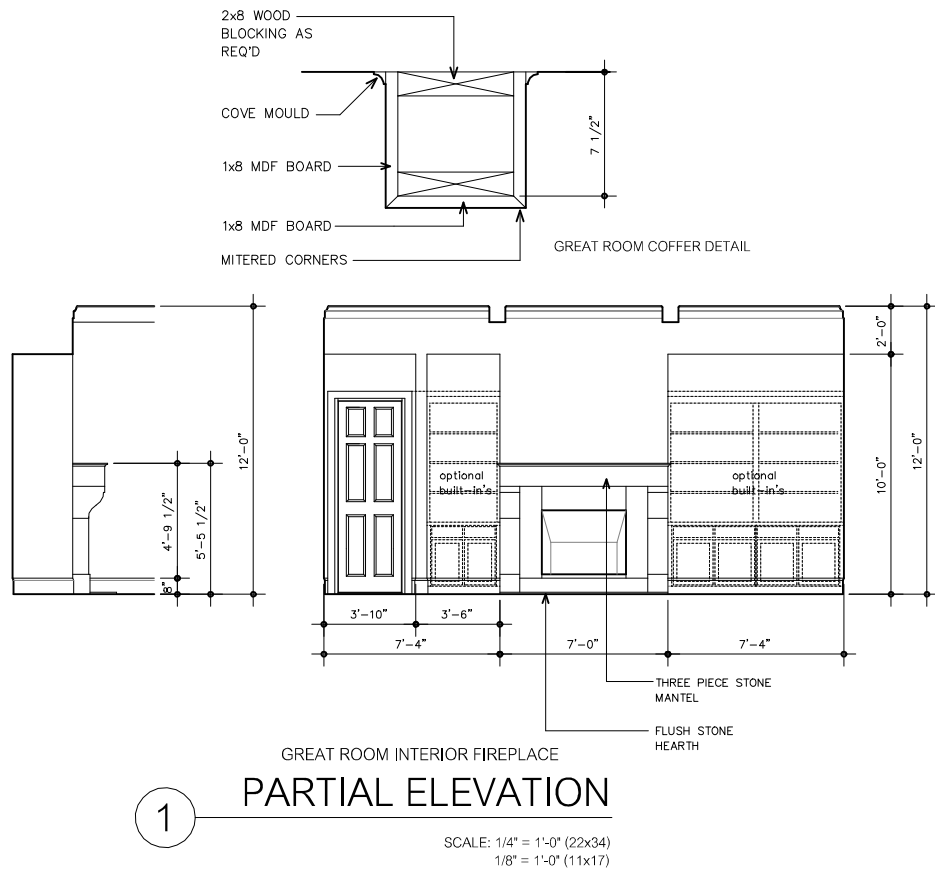 2x8 WOOD
BLOCKING AS
REQ'D
COVE MOULD
1x8 MDF BOARD
1x8 MDF BOARD
MITERED CORNERS
7 1/2"
GREAT ROOM COFFER DETAIL
12'-0"
4'-9 1/2"
5'-5 1/2"
8"
optional
built-in's
optional
built-in's
2'-0"
10'-0"
12'-0"
3'-10"
3'-6"
7'-4"
7'-0"
7'-4"
THREE PIECE STONE
MANTEL
FLUSH STONE
HEARTH
GREAT ROOM INTERIOR FIREPLACE
1
PARTIAL ELEVATION
SCALE: 1/4" = 1'-0" (22x34)
1/8" = 1'-0" (11x17)